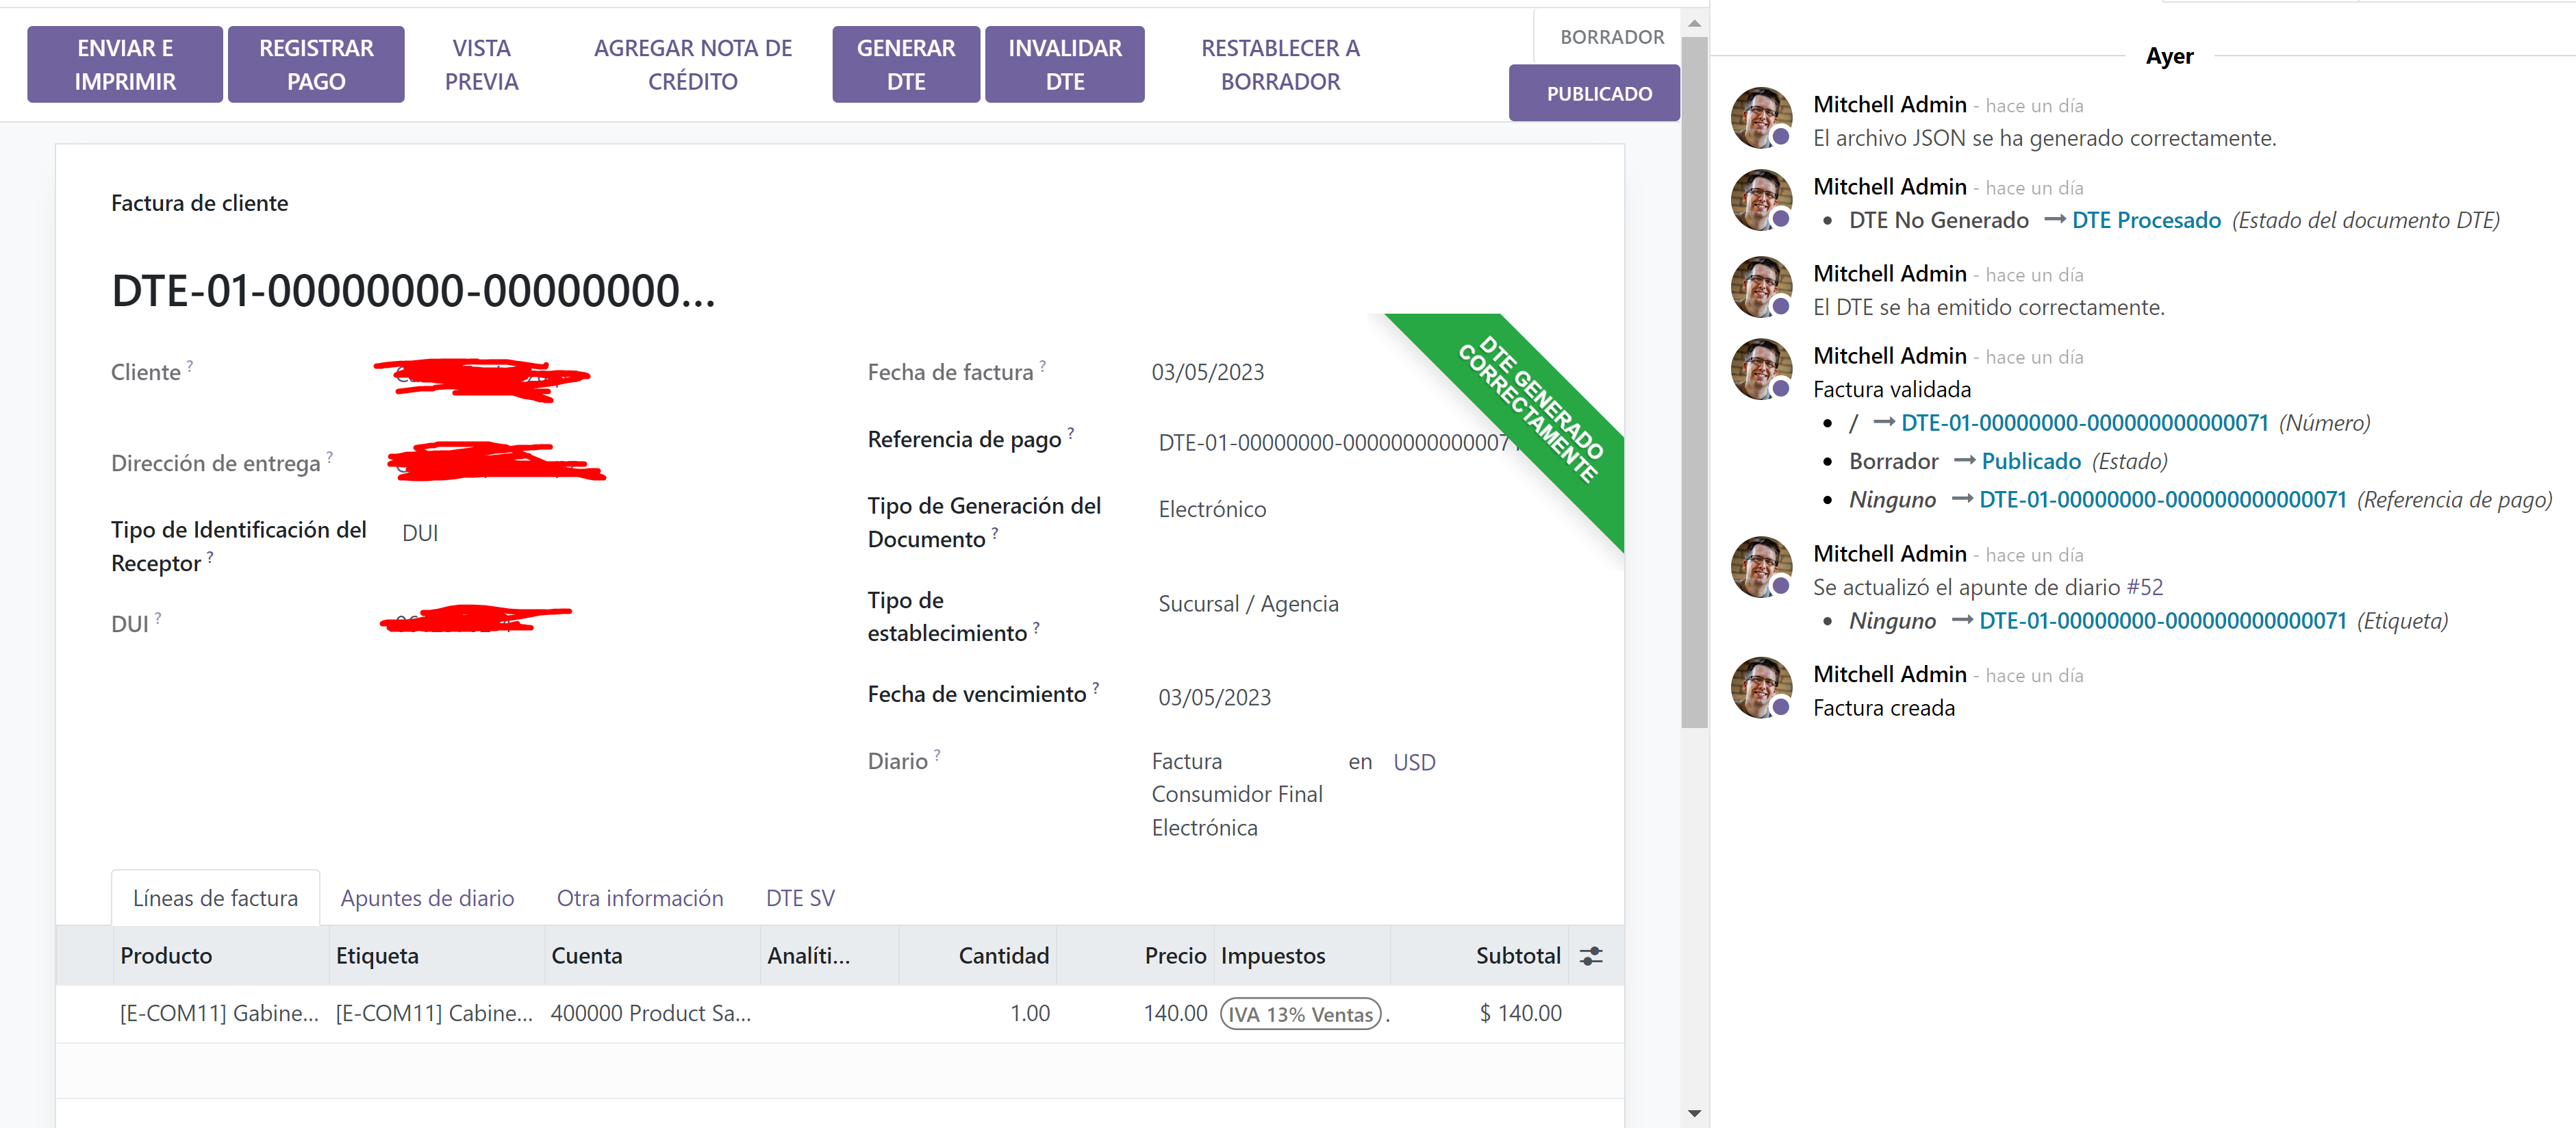 ENVIAR E
IMPRIMIR
REGISTRAR
PAGO
VISTA
PREVIA
AGREGAR NOTA DE
CRÉDITO
GENERAR
DTE
INVALIDAR
DTE
RESTABLECER A
BORRADOR
BORRADOR
PUBLICADO
Factura de cliente
DTE-01-00000000-00000000...
Cliente ?
Dirección de entrega ?
Tipo de Identificación del
Receptor ?
DUI
DUI ?
Fecha de factura ?
03/05/2023
Referencia de pago ?
DTE-01-00000000-000000000000071
Tipo de Generación del
Documento ?
Electrónico
Tipo de
establecimiento ?
Sucursal / Agencia
Fecha de vencimiento ?
03/05/2023
Diario ?
Factura
Consumidor Final
Electrónica
en USD
DTE GENERADO
CORRECTAMENTE
Líneas de factura Apuntes de diario Otra información DTE SV
Producto Etiqueta Cuenta Analíti... Cantidad Precio Impuestos Subtotal
[E-COM11] Gabine... [E-COM11] Cabine... 400000 Product Sa... 1.00 140.00 IVA 13% Ventas . $ 140.00
Ayer
Mitchell Admin - hace un día
El archivo JSON se ha generado correctamente.
Mitchell Admin - hace un día
• DTE No Generado → DTE Procesado (Estado del documento DTE)
Mitchell Admin - hace un día
El DTE se ha emitido correctamente.
Mitchell Admin - hace un día
Factura validada
• / → DTE-01-00000000-000000000000071 (Número)
• Borrador → Publicado (Estado)
• Ninguno → DTE-01-00000000-000000000000071 (Referencia de pago)
Mitchell Admin - hace un día
Se actualizó el apunte de diario #52
• Ninguno → DTE-01-00000000-000000000000071 (Etiqueta)
Mitchell Admin - hace un día
Factura creada